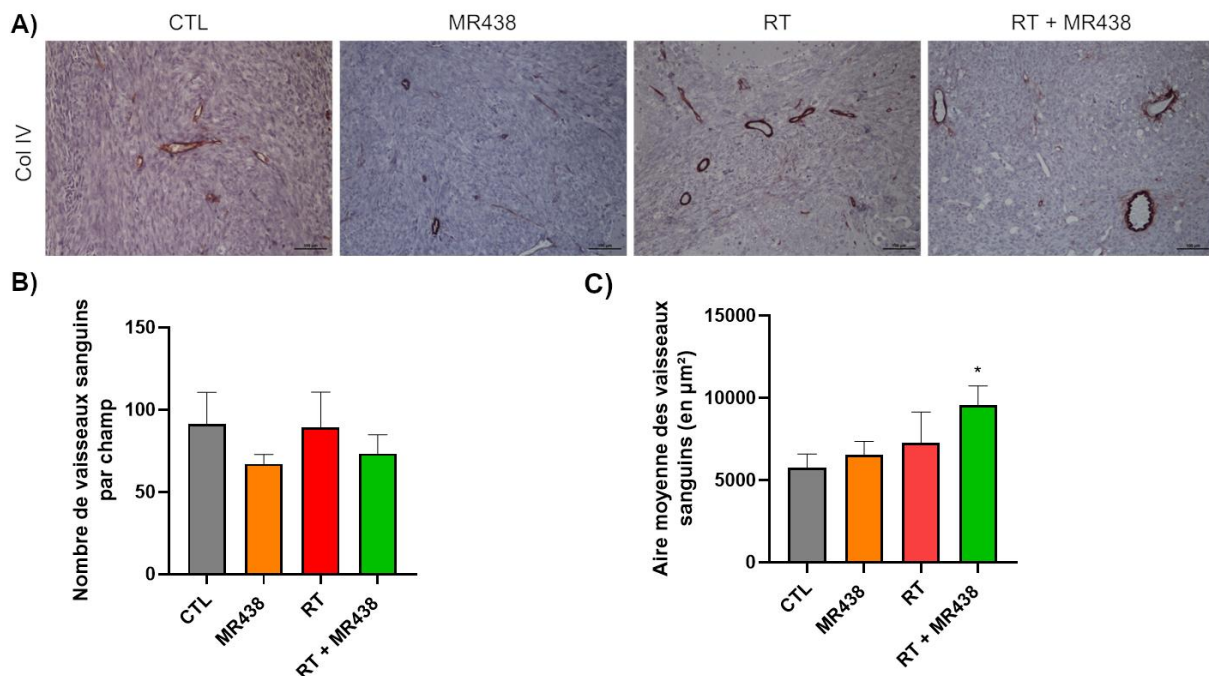 A)
CTL
MR438
RT
RT + MR438
Col IV
B)
Nombre de vaisseaux sanguins
par champ
150
100
50
0
CTL
MR438
RT
RT + MR438
C)
Aire moyenne des vaisseaux
sanguins (en µm²)
15000
10000
5000
0
*
CTL
MR438
RT
RT + MR438